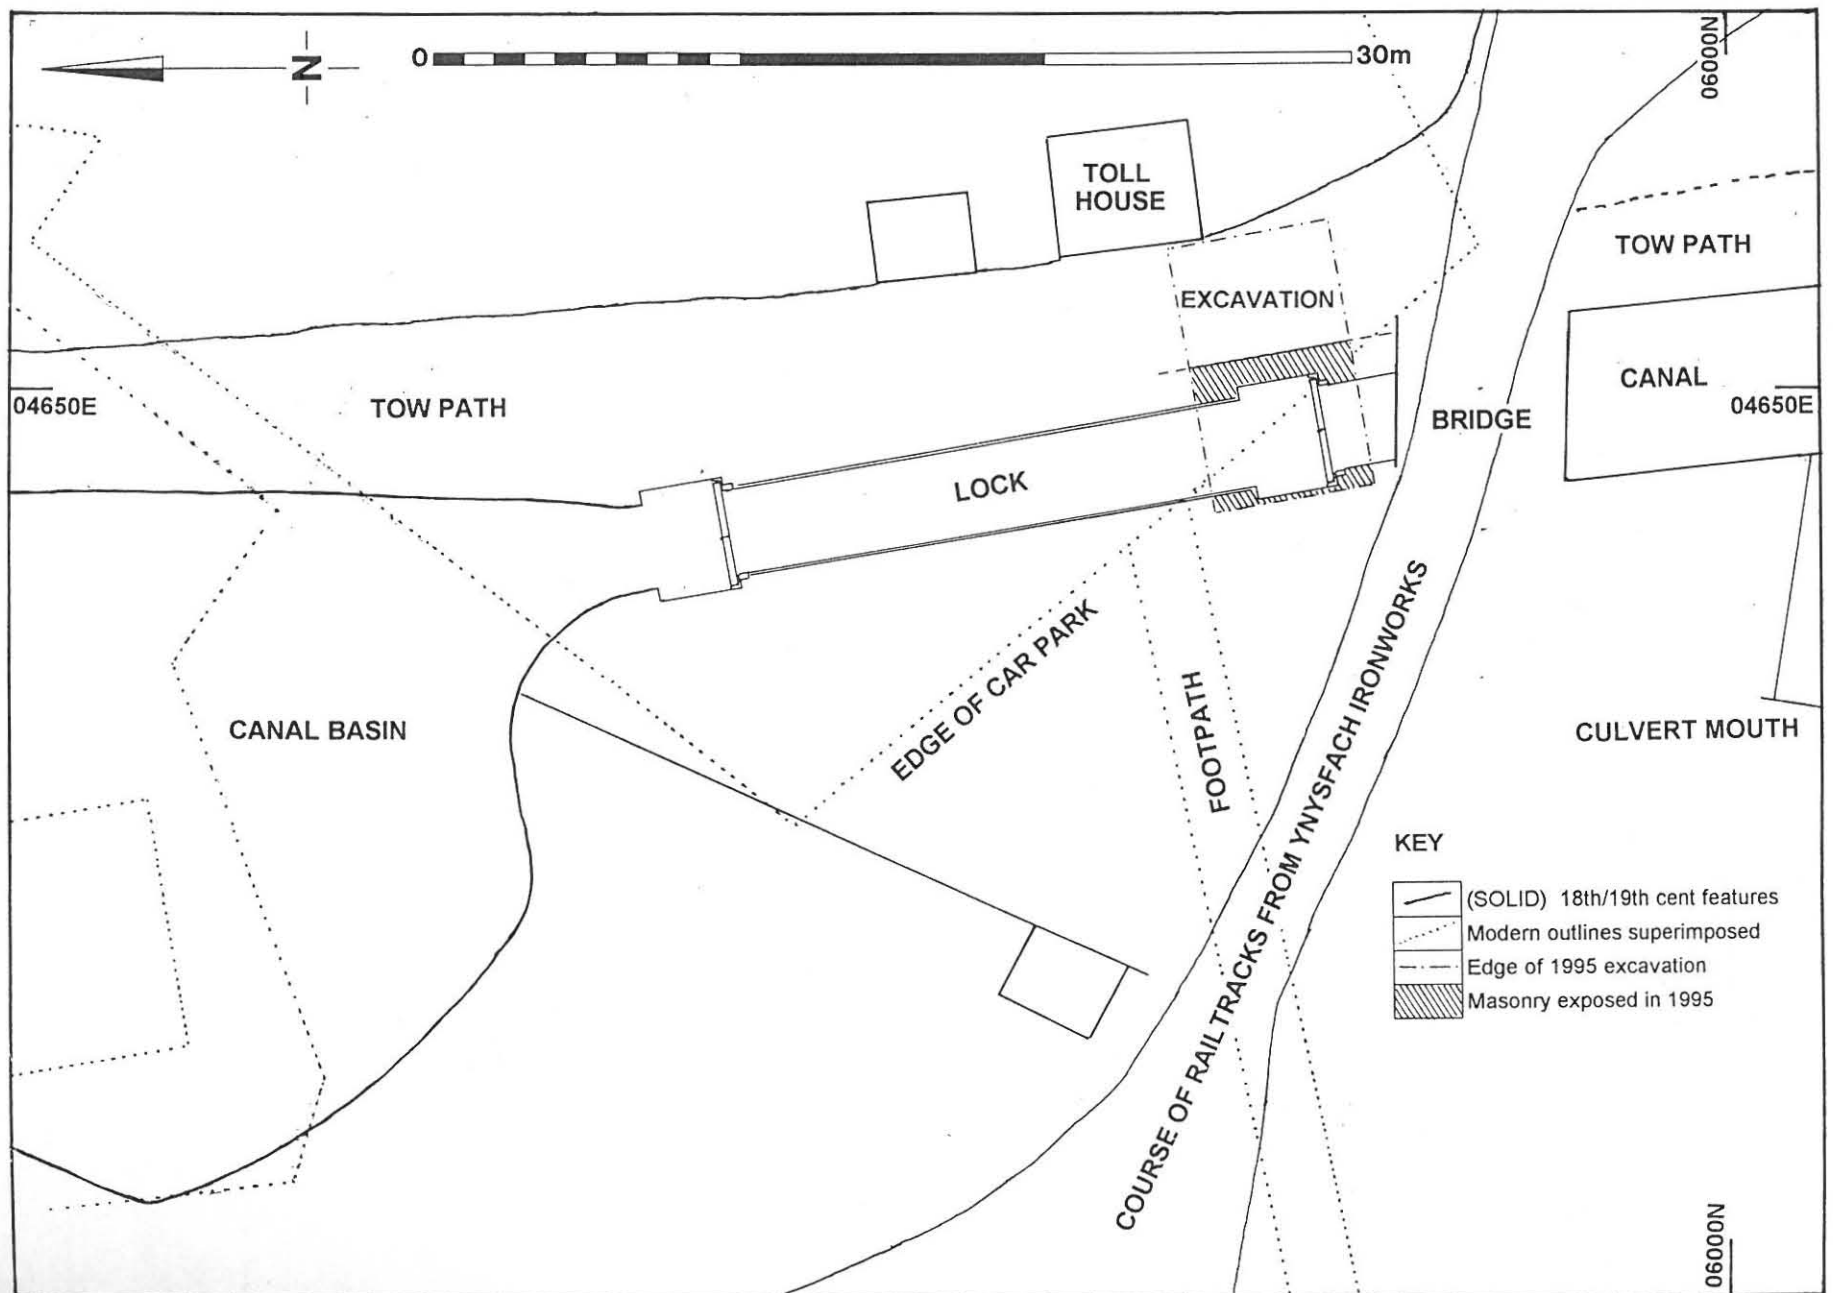 N
0
30m
06000N
TOLL
HOUSE
TOW PATH
EXCAVATION
CANAL
04650E
TOW PATH
04650E
BRIDGE
LOCK
EDGE OF CAR PARK
FOOTPATH
COURSE OF RAILTRACKS FROM YNYSFACH IRONWORKS
CANAL BASIN
CULVERT MOUTH
KEY
(SOLID) 18th/19th cent features
Modern outlines superimposed
Edge of 1995 excavation
Masonry exposed in 1995
06000N